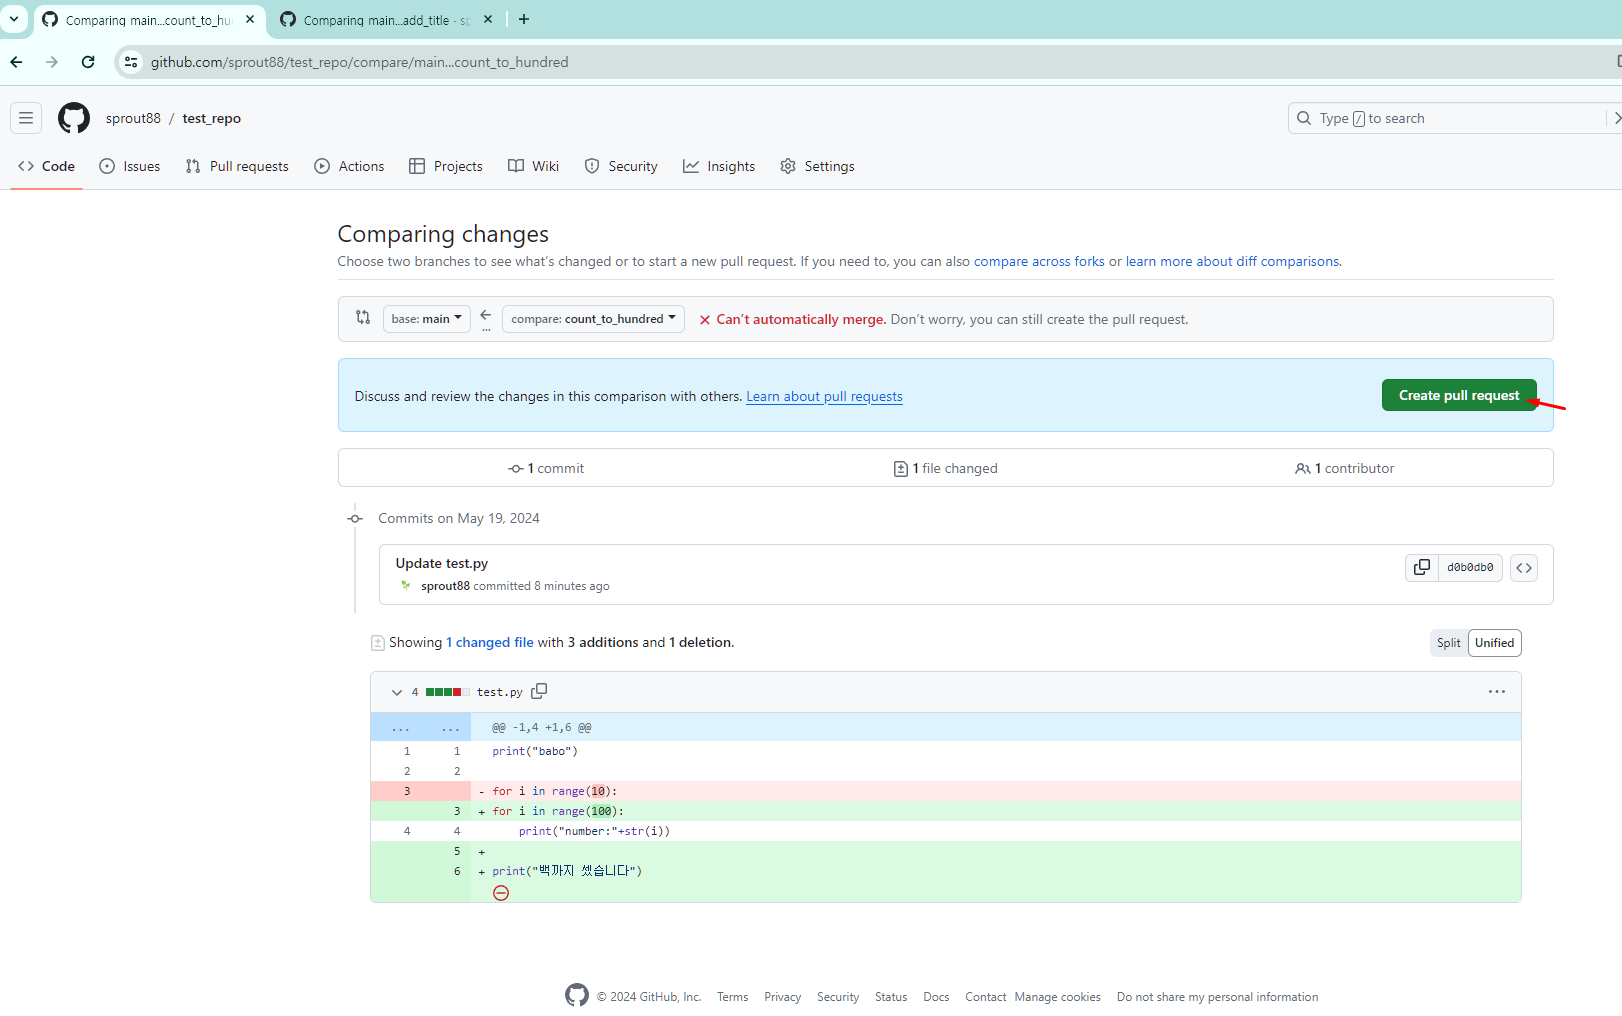 Comparing main...count_to_hu
Comparing main...add_title · sp
github.com/sprout88/test_repo/compare/main...count_to_hundred
sprout88 / test_repo
Type / to search
Code Issues Pull requests Actions Projects Wiki Security Insights Settings
Comparing changes
Choose two branches to see what's changed or to start a new pull request. If you need to, you can also compare across forks or learn more about diff comparisons.
base: main compare: count_to_hundred Can't automatically merge. Don't worry, you can still create the pull request.
...
Discuss and review the changes in this comparison with others. Learn about pull requests Create pull request
1 commit 1 file changed 1 contributor
Commits on May 19, 2024
Update test.py
sprout88 committed 8 minutes ago
d0b0db0
Showing 1 changed file with 3 additions and 1 deletion. Split Unified
4 test.py
... ... @@ -1,4 +1,6 @@
1 1 print("babo")
2 2
3 - for i in range(10):
3 + for i in range(100):
4 4 print("number:"+str(i))
5 +
6 + print("백까지 셌습니다")
© 2024 GitHub, Inc. Terms Privacy Security Status Docs Contact Manage cookies Do not share my personal information